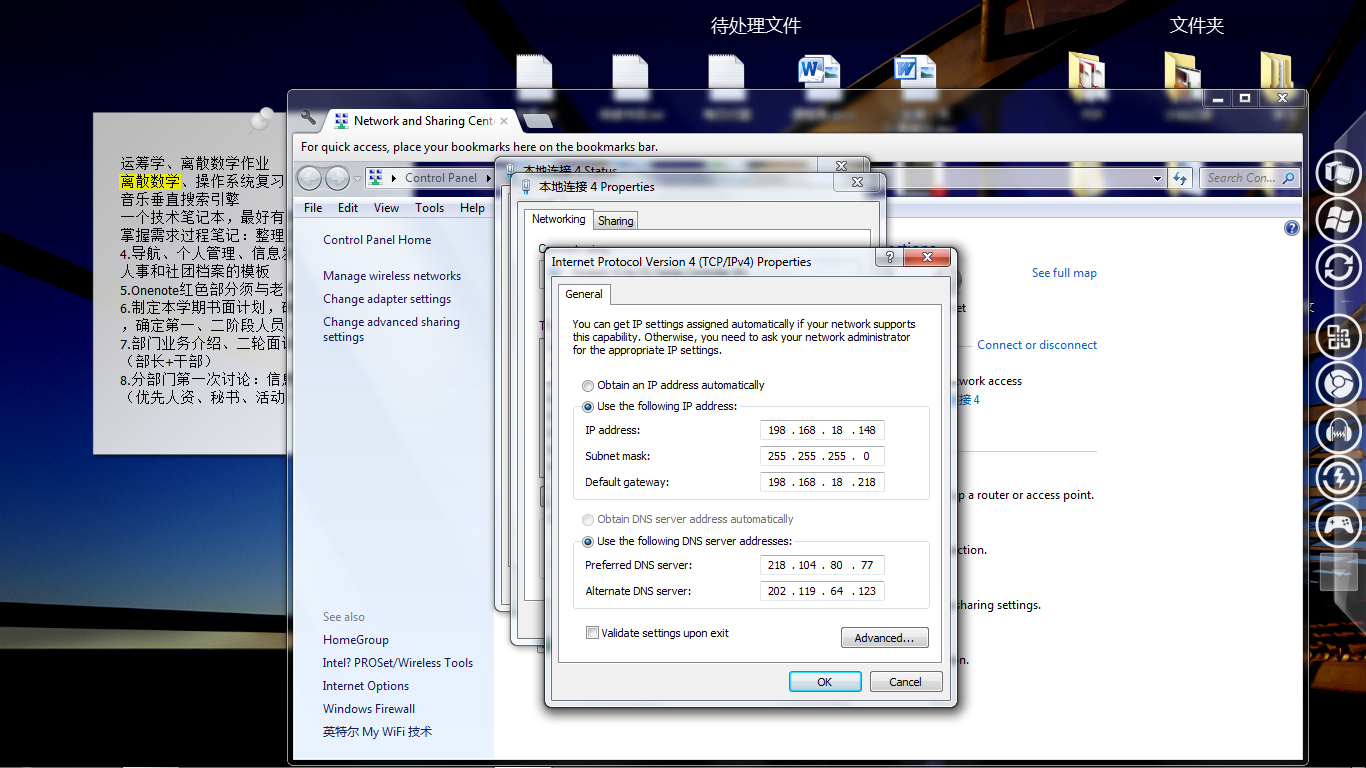 待处理文件
文件夹
运筹学、离散数学作业
离散数学、操作系统复习
音乐垂直搜索引擎
一个技术笔记本，最好有
掌握需求过程笔记：整理
4.导航、个人管理、信息发
人事和社团档案的模板
5.Onenote红色部分须与老
6.制定本学期书面计划，确
，确定第一、二阶段人员
7.部门业务介绍、二轮面试
（部长+干部）
8.分部门第一次讨论：信息
（优先人资、秘书、活动
Network and Sharing Cent
For quick access, place your bookmarks here on the bookmarks bar.
Control Panel
Search Con...
File Edit View Tools Help
Control Panel Home
Manage wireless networks
Change adapter settings
Change advanced sharing
settings
See also
HomeGroup
Intel? PROSet/Wireless Tools
Internet Options
Windows Firewall
英特尔 My WiFi 技术
本地连接 4 Status
本地连接 4 Properties
Networking
Sharing
Internet Protocol Version 4 (TCP/IPv4) Properties
?
General
You can get IP settings assigned automatically if your network supports
this capability. Otherwise, you need to ask your network administrator
for the appropriate IP settings.
Obtain an IP address automatically
Use the following IP address:
IP address: 198 . 168 . 18 . 148
Subnet mask: 255 . 255 . 255 . 0
Default gateway: 198 . 168 . 18 . 218
Obtain DNS server address automatically
Use the following DNS server addresses:
Preferred DNS server: 218 . 104 . 80 . 77
Alternate DNS server: 202 . 119 . 64 . 123
Validate settings upon exit
Advanced...
OK
Cancel
See full map
et
Connect or disconnect
work access
接 4
p a router or access point.
ction.
sharing settings.
n.